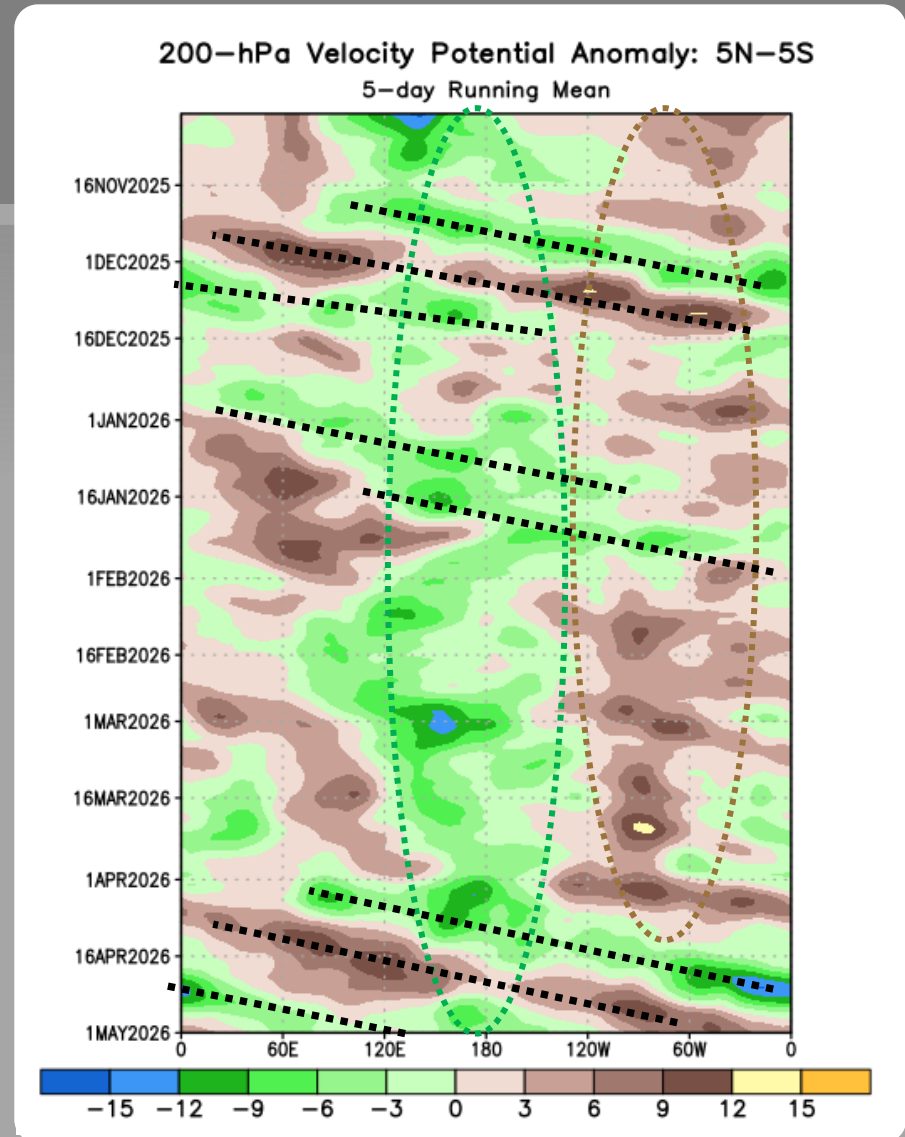 200-hPa Velocity Potential Anomaly: 5N-5S
5-day Running Mean
16NOV2025
1DEC2025
16DEC2025
1JAN2026
16JAN2026
1FEB2026
16FEB2026
1MAR2026
16MAR2026
1APR2026
16APR2026
1MAY2026
0 60E 120E 180 120W 60W 0
-15 -12 -9 -6 -3 0 3 6 9 12 15